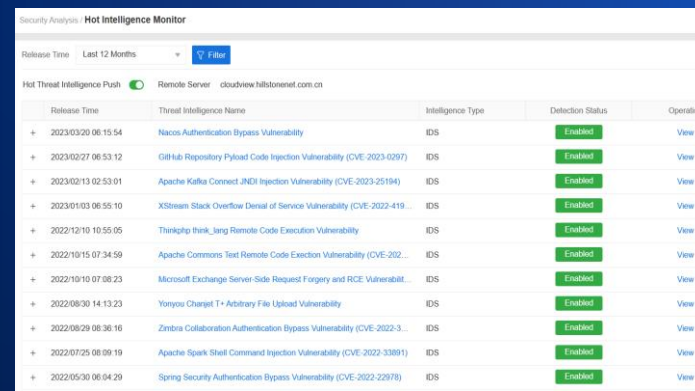 Security Analysis / Hot Intelligence Monitor
Release Time Last 12 Months Filter
Hot Threat Intelligence Push Remote Server cloudview.hillstonenet.com.cn
Release Time Threat Intelligence Name Intelligence Type Detection Status Operati
+ 2023/03/20 06:15:54 Nacos Authentication Bypass Vulnerability IDS Enabled View
+ 2023/02/27 06:53:12 GitHub Repository Pyload Code Injection Vulnerability (CVE-2023-0297) IDS Enabled View
+ 2023/02/13 02:53:01 Apache Kafka Connect JNDI Injection Vulnerability (CVE-2023-25194) IDS Enabled View
+ 2023/01/03 06:55:10 XStream Stack Overflow Denial of Service Vulnerability (CVE-2022-419... IDS Enabled View
+ 2022/12/10 10:55:05 Thinkphp think_lang Remote Code Execution Vulnerability IDS Enabled View
+ 2022/10/15 07:34:59 Apache Commons Text Remote Code Exection Vulnerability (CVE-202... IDS Enabled View
+ 2022/10/10 07:08:23 Microsoft Exchange Server-Side Request Forgery and RCE Vulnerabilit... IDS Enabled View
+ 2022/08/30 14:13:23 Yonyou Chanjet T+ Arbitrary File Upload Vulnerability IDS Enabled View
+ 2022/08/29 08:36:16 Zimbra Collaboration Authentication Bypass Vulnerability (CVE-2022-3... IDS Enabled View
+ 2022/07/25 08:09:19 Apache Spark Shell Command Injection Vulnerability (CVE-2022-33891) IDS Enabled View
+ 2022/05/30 06:04:29 Spring Security Authentication Bypass Vulnerability (CVE-2022-22978) IDS Enabled View